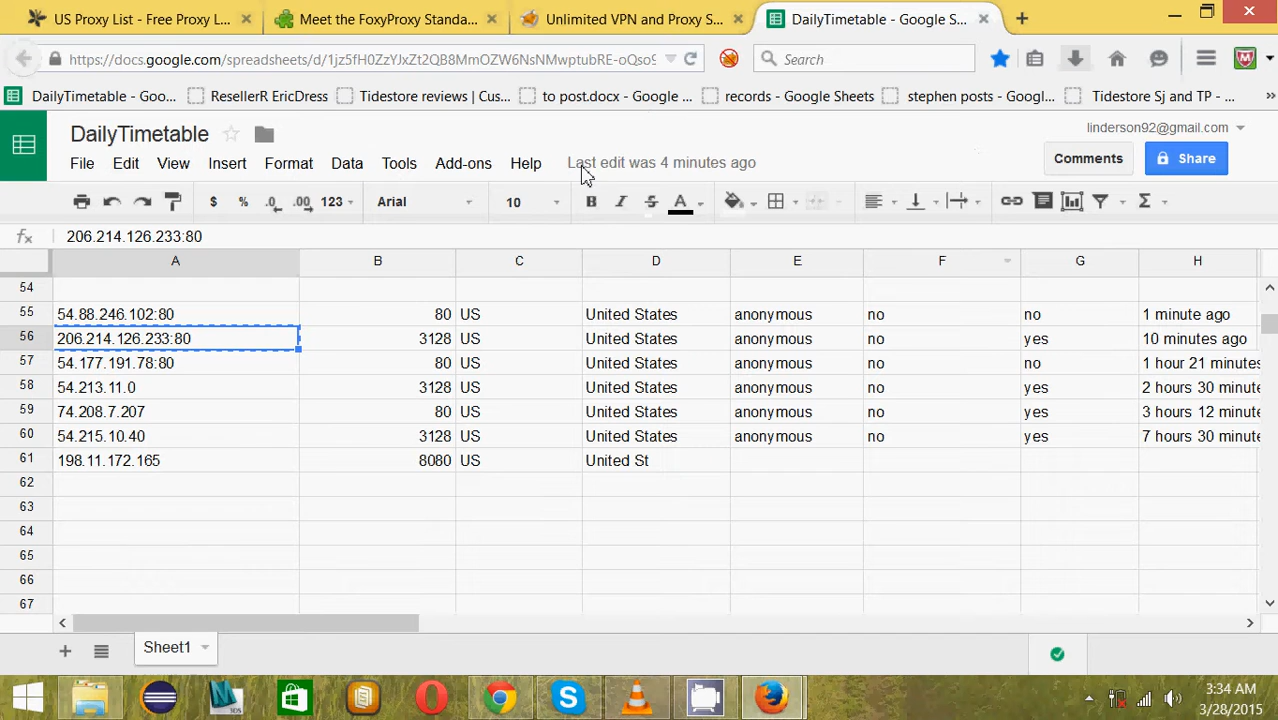 US Proxy List - Free Proxy L... Meet the FoxyProxy Standa... Unlimited VPN and Proxy S... DailyTimetable - Google S...
https://docs.google.com/spreadsheets/d/ Search
DailyTimetable - Goo... ResellerR EricDress Tidestore rewiews | Cus... to post.docx - Google ... records - Google Sheets stephen posts - Googl... Tidestore Sj and TP - ... »
DailyTimetable linderson92@gmail.com
File Edit View Insert Format Data Tools Add-ons Help Last edit was 4 minutes ago Comments Share
$ % .0 .00 123 Arial 10 B I S A Σ
fx 206.214.126.233:80
A B C D E F G H
54
55 54.88.246.102:80 80 US United States anonymous no no 1 minute ago
56 206.214.126.233:80 3128 US United States anonymous no yes 10 minutes ago
57 54.177.191.78:80 80 US United States anonymous no no 1 hour 21 minutes
58 54.213.11.0 3128 US United States anonymous no yes 2 hours 30 minute
59 74.208.7.207 80 US United States anonymous no yes 3 hours 12 minute
60 54.215.10.40 3128 US United States anonymous no yes 7 hours 30 minute
61 198.11.172.165 8080 US United St
62
63
64
65
66
67
Sheet1
3:34 AM
3/28/2015